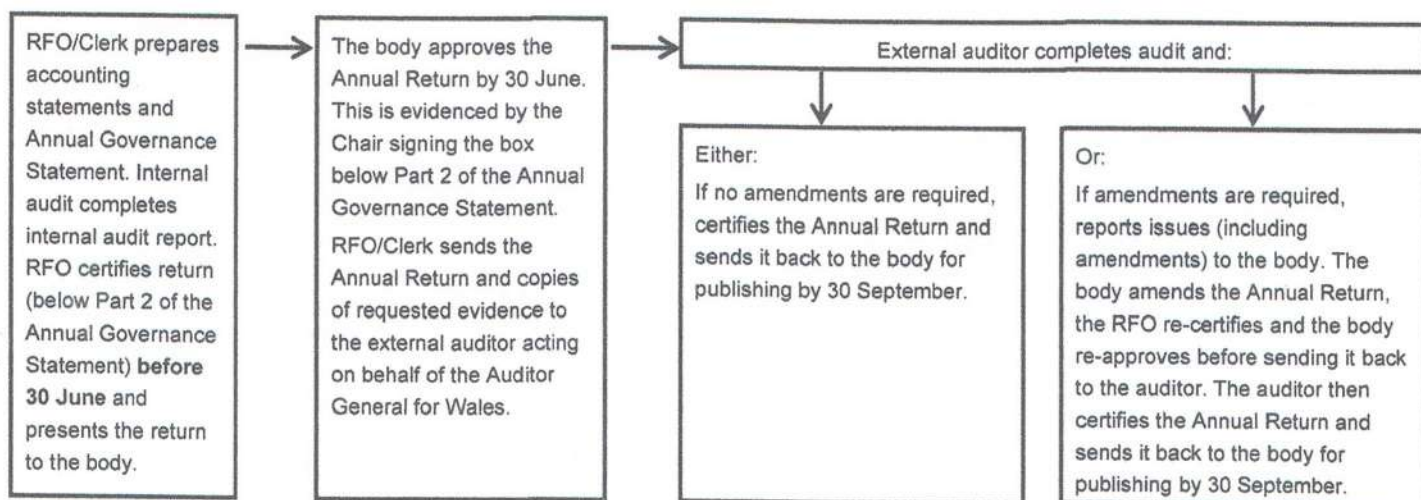 RFO/Clerk prepares
accounting
statements and
Annual Governance
Statement. Internal
audit completes
internal audit report.
RFO certifies return
(below Part 2 of the
Annual Governance
Statement) before
30 June and
presents the return
to the body.
The body approves the
Annual Return by 30 June.
This is evidenced by the
Chair signing the box
below Part 2 of the Annual
Governance Statement.
RFO/Clerk sends the
Annual Return and copies
of requested evidence to
the external auditor acting
on behalf of the Auditor
General for Wales.
External auditor completes audit and:
Either:
If no amendments are required,
certifies the Annual Return and
sends it back to the body for
publishing by 30 September.
Or:
If amendments are required,
reports issues (including
amendments) to the body. The
body amends the Annual Return,
the RFO re-certifies and the body
re-approves before sending it back
to the auditor. The auditor then
certifies the Annual Return and
sends it back to the body for
publishing by 30 September.